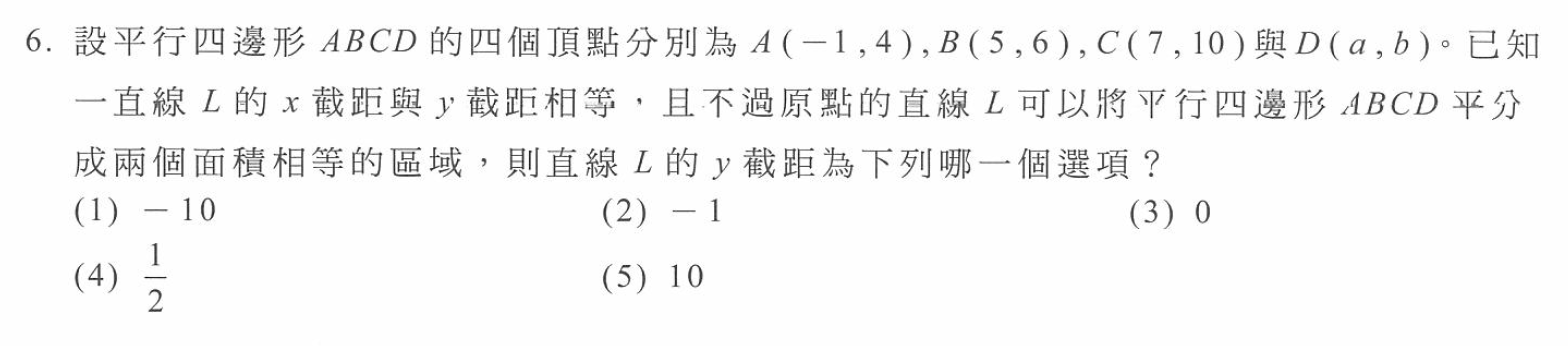 6. 設平行四邊形 ABCD 的四個頂點分別為 A(−1,4),B(5,6),C(7,10)與D(a,b)。已知
一直線 L 的 x 截距與 y 截距相等，且不過原點的直線 L 可以將平行四邊形 ABCD 平分
成兩個面積相等的區域，則直線 L 的 y 截距為下列哪一個選項？
(1) −10 (2) −1 (3) 0
(4) 1/2 (5) 10